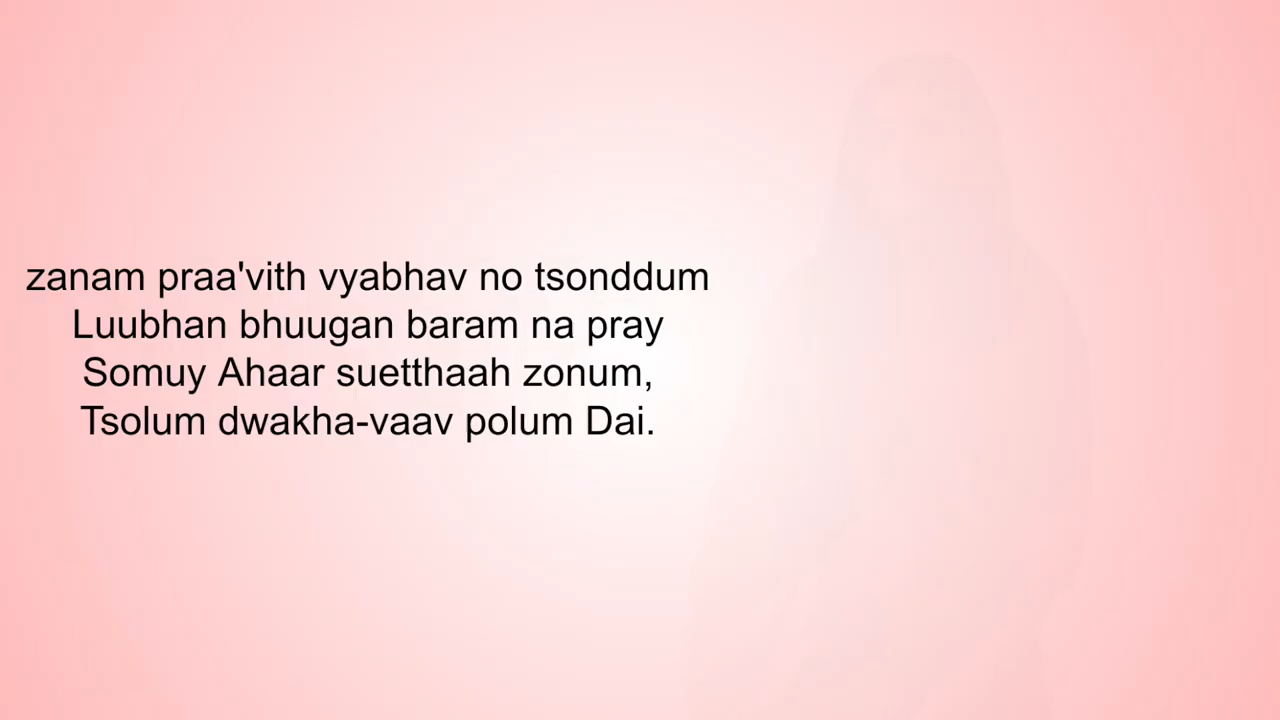 zanam praa'vith vyabhav no tsonddum
Luubhan bhuugan baram na pray
Somuy Ahaar suetthaah zonum,
Tsolum dwakha-vaav polum Dai.